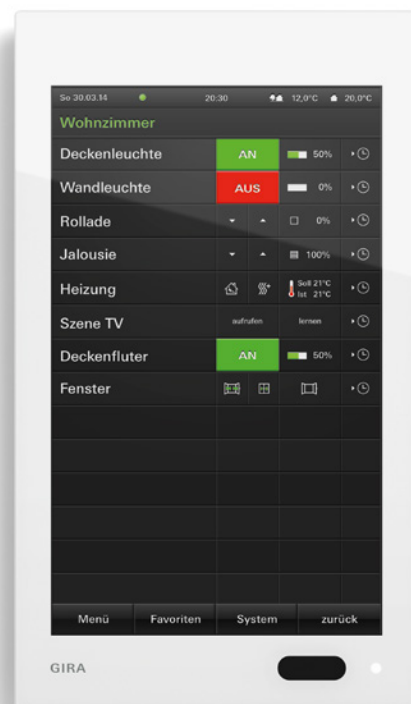 So 30.03.14 20:30 12,0°C 20,0°C
Wohnzimmer
Deckenleuchte AN 50%
Wandleuchte AUS 0%
Rollade 0%
Jalousie 100%
Heizung Soll 21°C
Ist 21°C
Szene TV aufrufen lernen
Deckenfluter AN 50%
Fenster
Menü Favoriten System zurück
GIRA